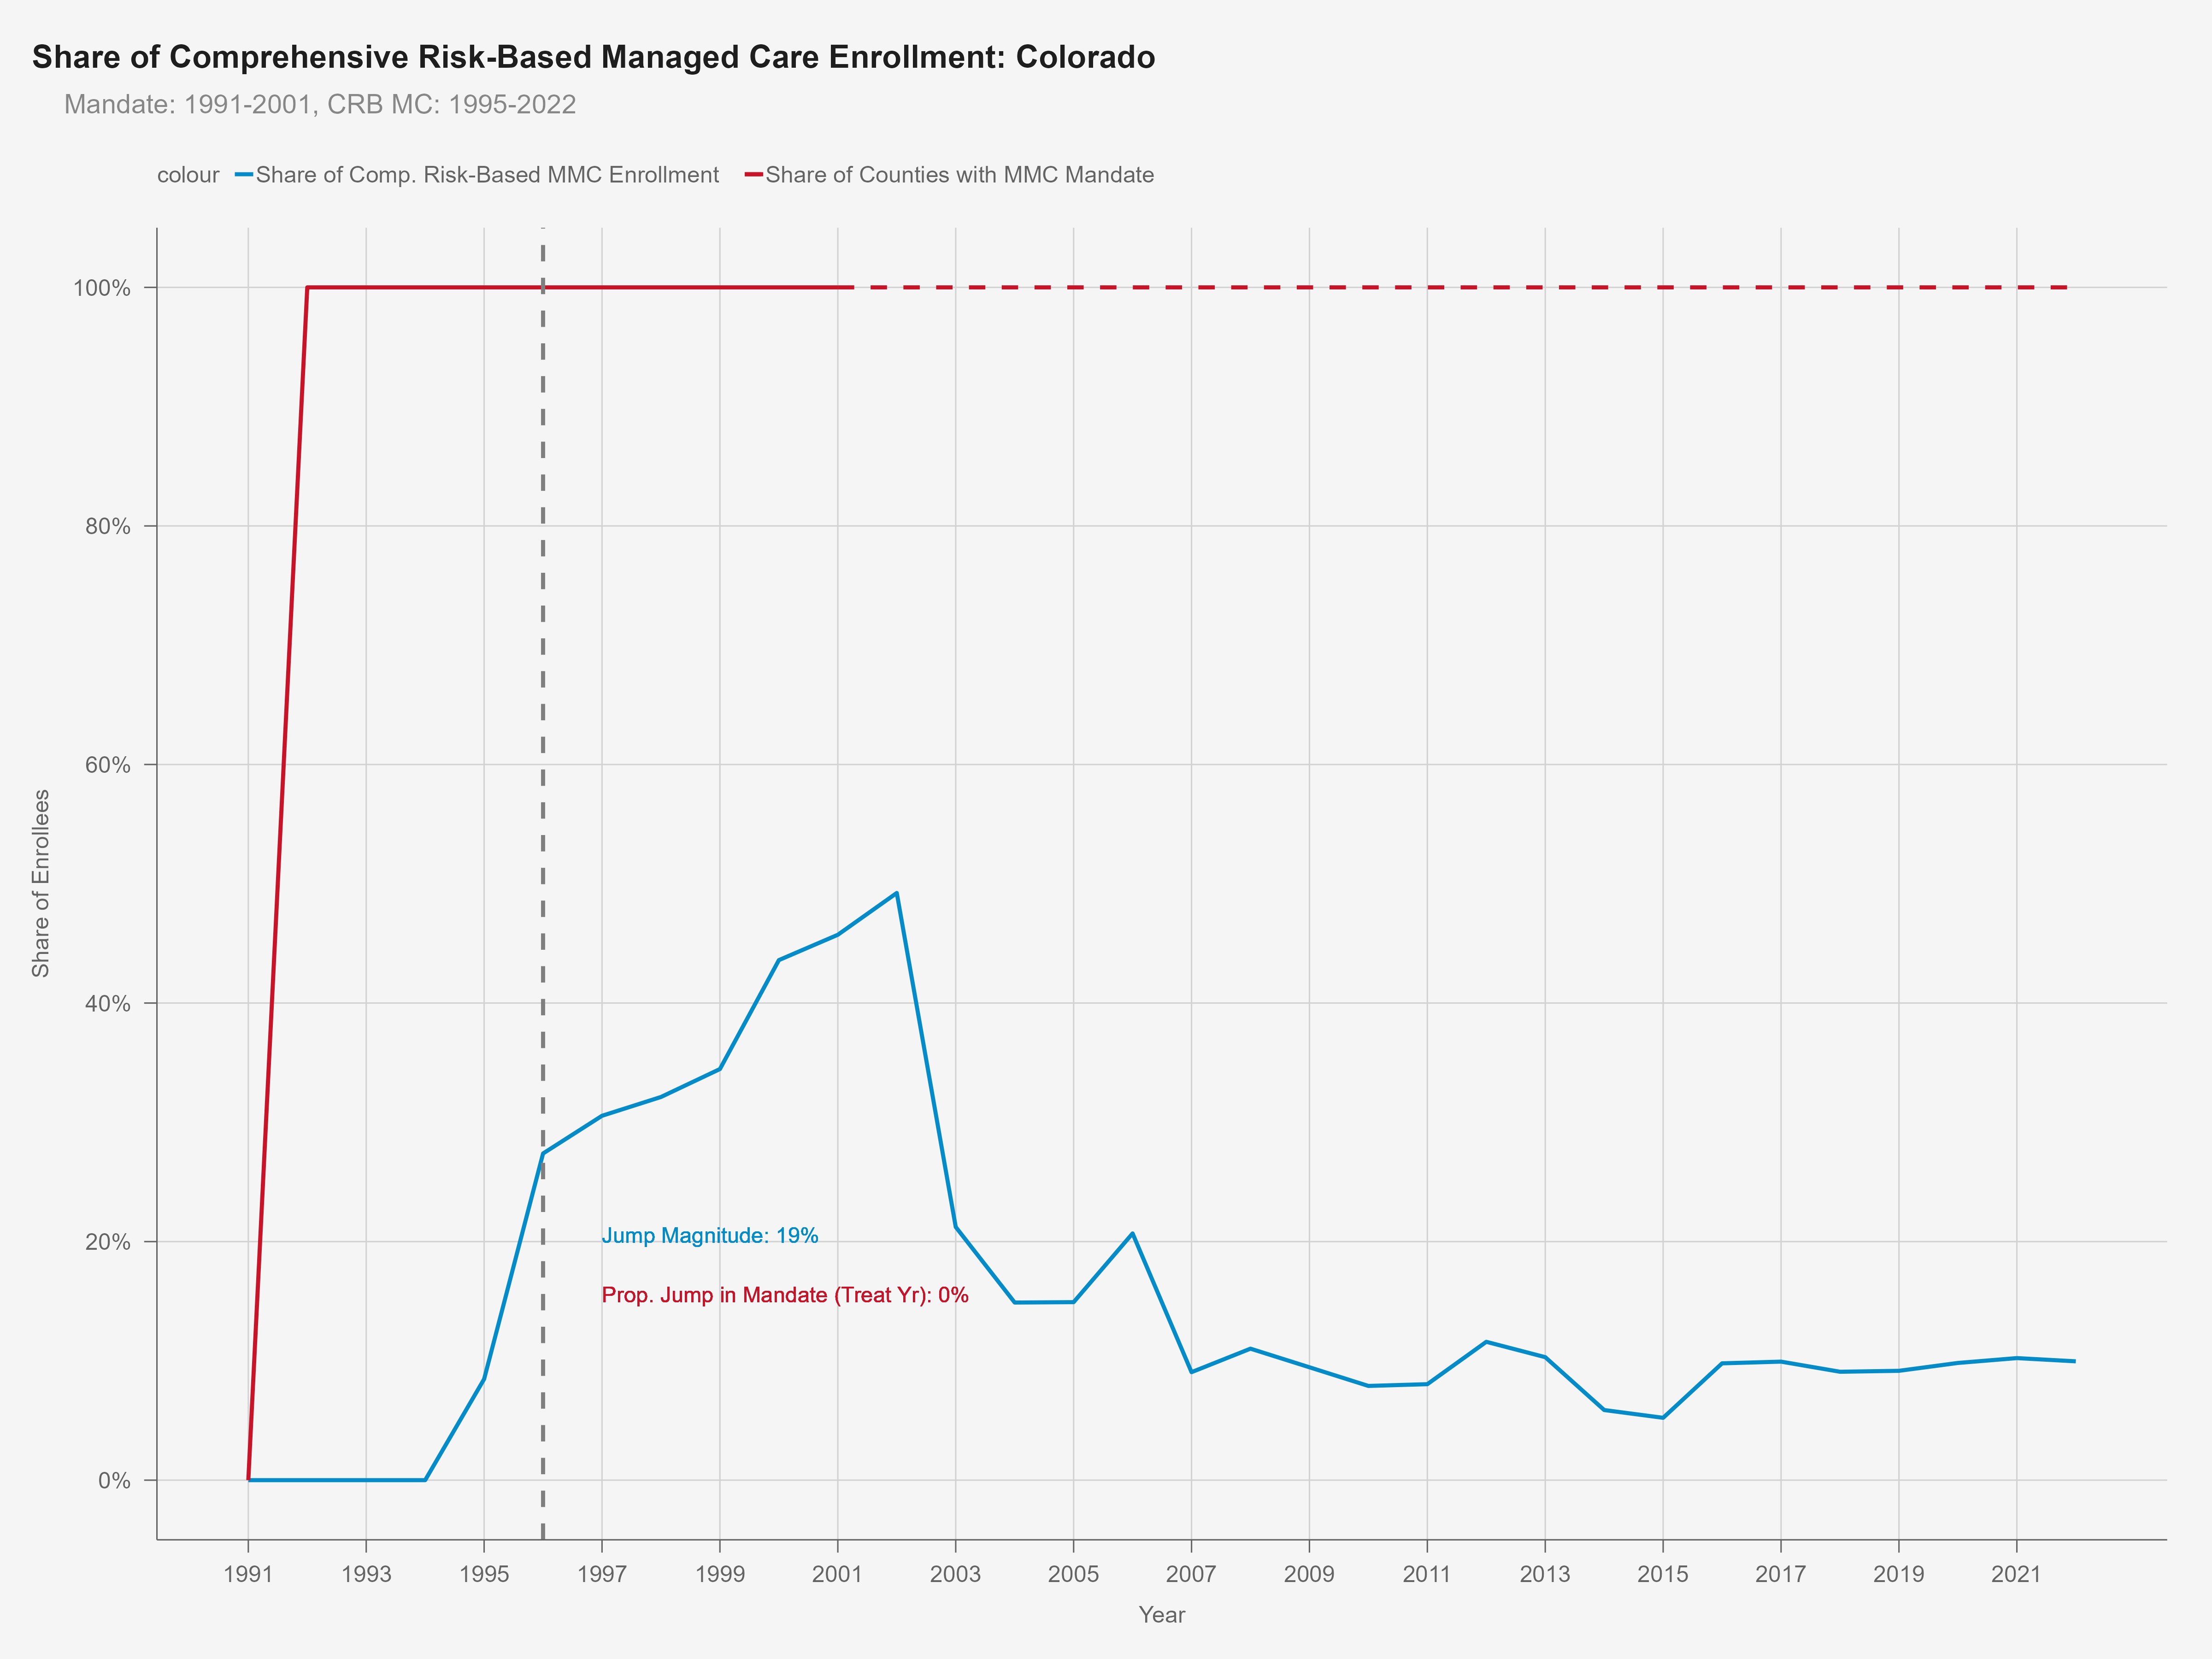 Share of Comprehensive Risk-Based Managed Care Enrollment: Colorado
Mandate: 1991-2001, CRB MC: 1995-2022
colour Share of Comp. Risk-Based MMC Enrollment Share of Counties with MMC Mandate
100%
80%
60%
40%
20%
0%
Share of Enrollees
Jump Magnitude: 19%
Prop. Jump in Mandate (Treat Yr): 0%
1991 1993 1995 1997 1999 2001 2003 2005 2007 2009 2011 2013 2015 2017 2019 2021
Year